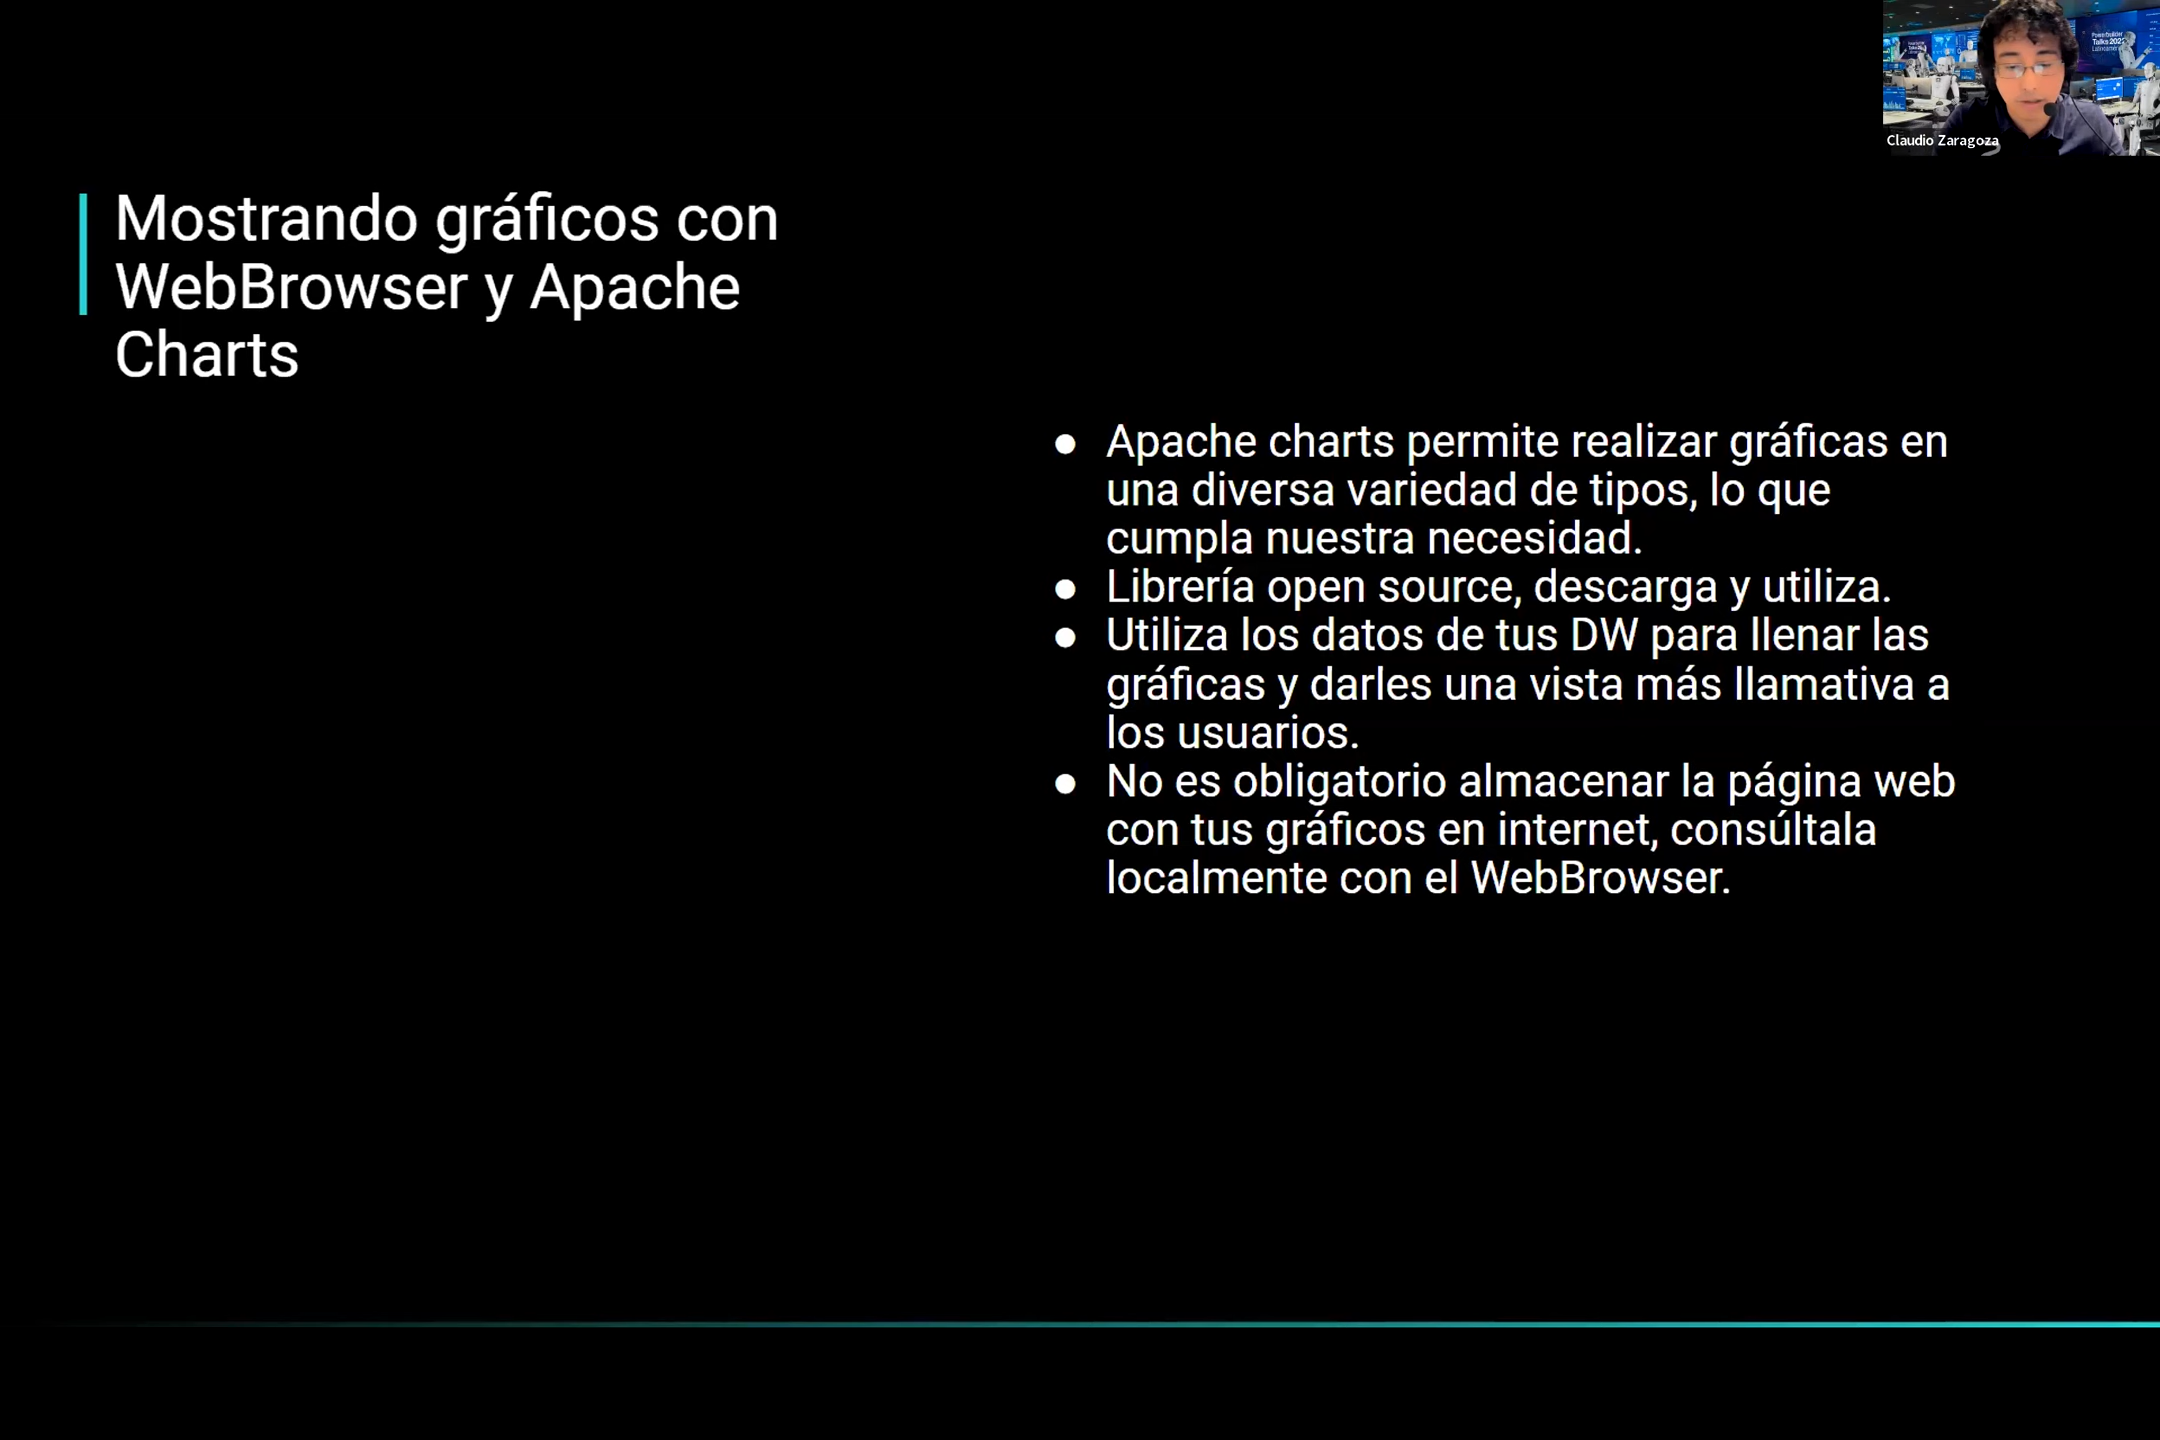 Mostrando gráficos con
WebBrowser y Apache
Charts
Claudio Zaragoza
Apache charts permite realizar gráficas en
una diversa variedad de tipos, lo que
cumpla nuestra necesidad.
Librería open source, descarga y utiliza.
Utiliza los datos de tus DW para llenar las
gráficas y darles una vista más llamativa a
los usuarios.
No es obligatorio almacenar la página web
con tus gráficos en internet, consúltala
localmente con el WebBrowser.